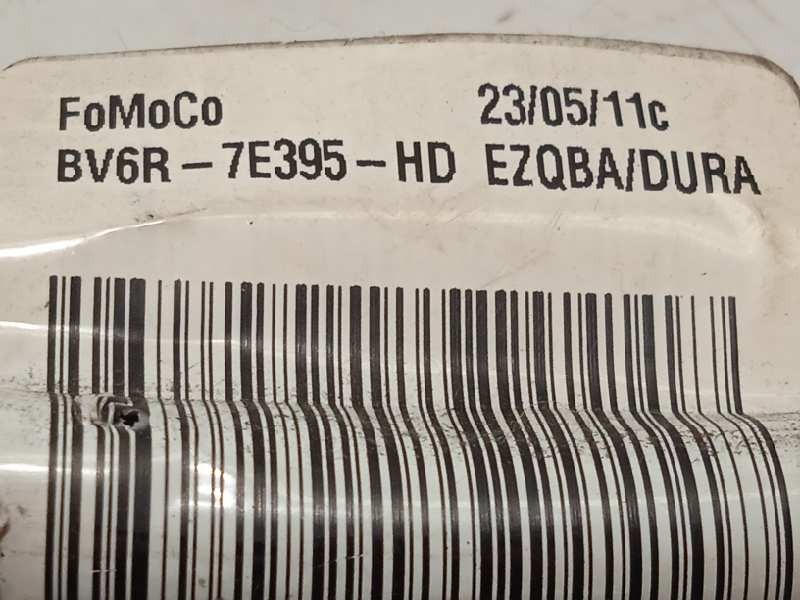 FoMoCo 23/05/11c
BV6R-7E395-HD EZQBA/DURA